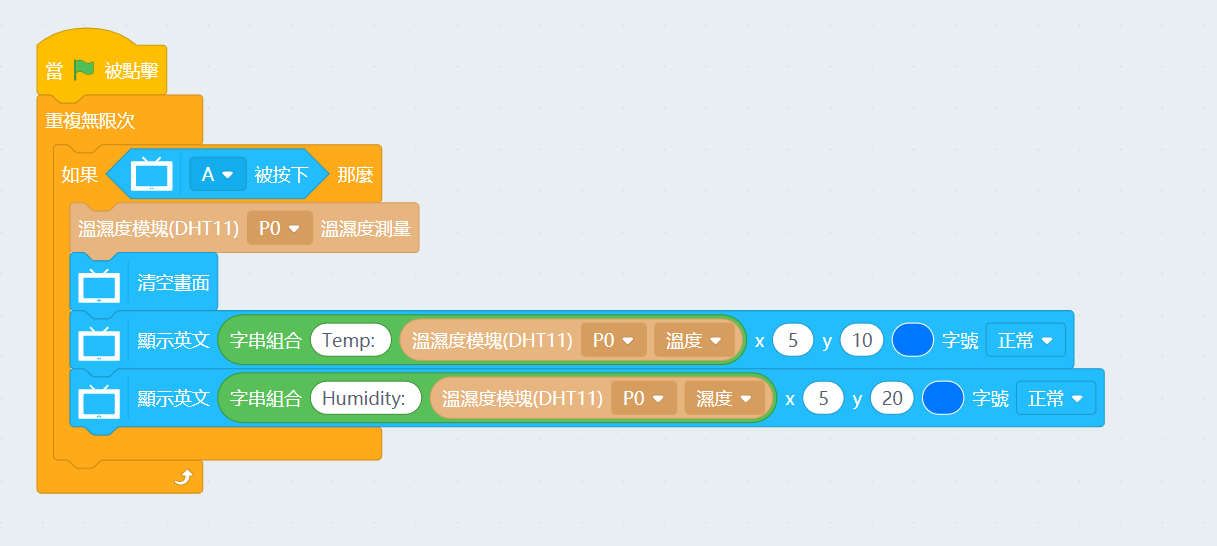 當 被點擊
重複無限次
如果 A 被按下 那麼
溫濕度模塊(DHT11) P0 溫濕度測量
清空畫面
顯示英文 字串組合 Temp: 溫濕度模塊(DHT11) P0 溫度 x 5 y 10 字號 正常
顯示英文 字串組合 Humidity: 溫濕度模塊(DHT11) P0 濕度 x 5 y 20 字號 正常